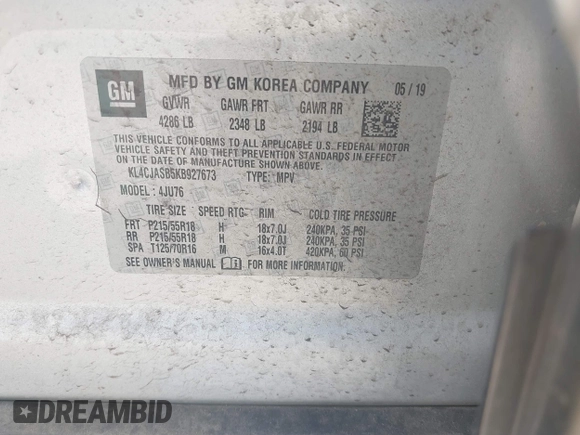 GM
MFD BY GM KOREA COMPANY 05/19
GVWR GAWR FRT GAWR RR
4286 LB 2348 LB 2194 LB
THIS VEHICLE CONFORMS TO ALL APPLICABLE U.S. FEDERAL MOTOR
VEHICLE SAFETY AND THEFT PREVENTION STANDARDS IN EFFECT ON
THE DATE OF MANUFACTURE SHOWN ABOVE.
KL4CJASB5KB927673 TYPE: MPV
MODEL: 4JU76
TIRE SIZE SPEED RTG RIM COLD TIRE PRESSURE
FRT P215/55R18 H 18x7.0J 240KPA, 35 PSI
RR P215/55R18 H 18x7.0J 240KPA, 35 PSI
SPA T125/70R16 M 16x4.0T 420KPA, 60 PSI
SEE OWNER'S MANUAL FOR MORE INFORMATION.
DREAMBID